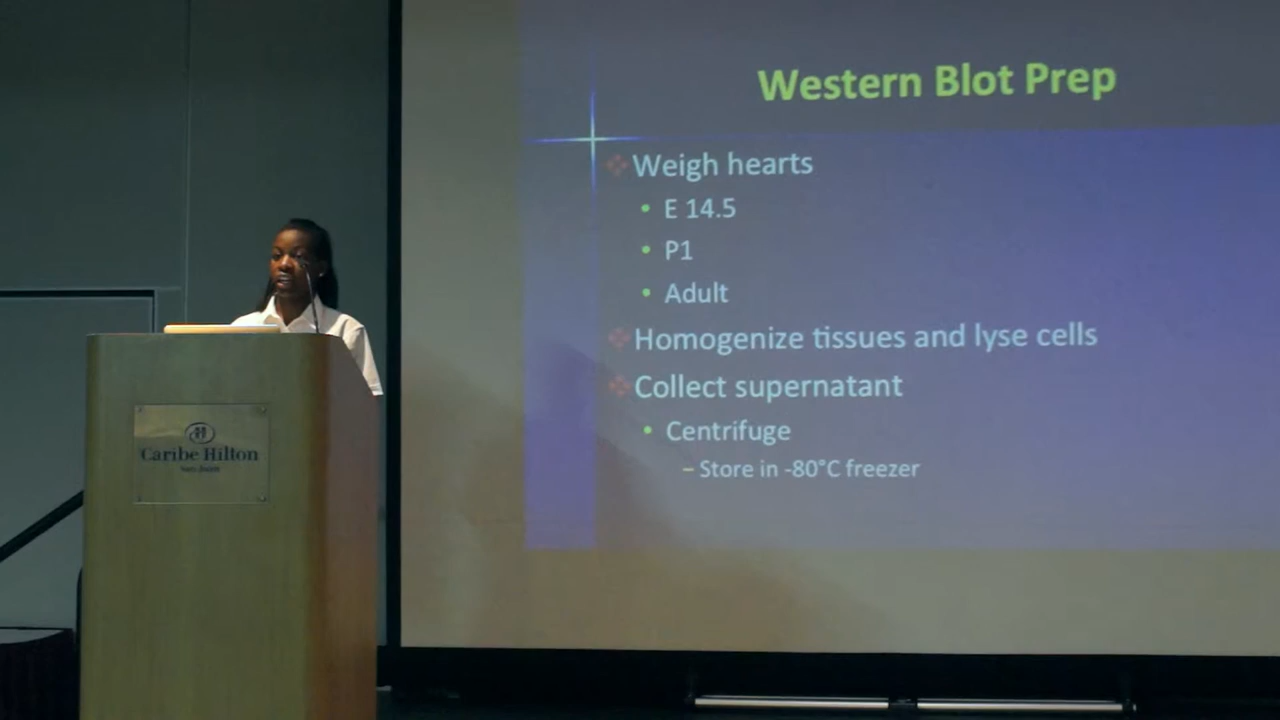 Western Blot Prep
Weigh hearts
E 14.5
P1
Adult
Homogenize tissues and lyse cells
Collect supernatant
Centrifuge
– Store in -80°C freezer
Caribe Hilton